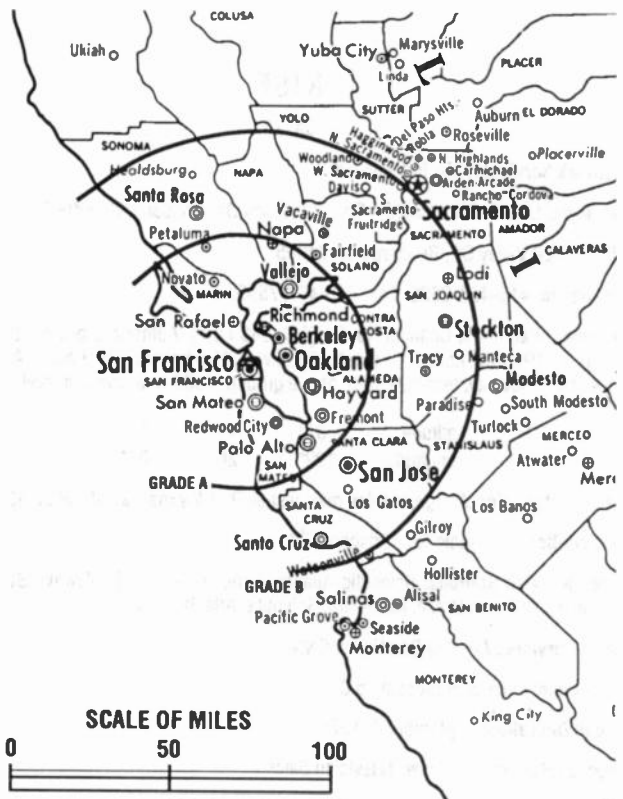 COLUSA
Ukiah
Yuba City
Marysville
Linda
PLACER
SUTTER
YOLO
Auburn
EL DORADO
Del Paso Hts.
Robla
Roseville
SONOMA
Hagginwood
N. Sacramento
N. Highlands
Placerville
Healdsburg
NAPA
Woodland
W. Sacramento
Carmichael
Arden-Arcade
Davis
Rancho-Cordova
Santa Rosa
S
Sacramento
Sacramento
Vacaville
Fruitridge
AMADOR
Petaluma
Napa
SACRAMENTO
Fairfield
CALAVERAS
SOLANO
Vallejo
Lodi
Novato
MARIN
SAN JOAQUIN
Richmond
CONTRA
COSTA
San Rafael
Berkeley
Stockton
San Francisco
Oakland
Tracy
Manteca
SAN FRANCISCO
ALAMEDA
Hayward
Modesto
San Mateo
Paradise
South Modesto
Redwood City
Fremont
Turlock
Palo Alto
SANTA CLARA
STANISLAUS
MERCED
SAN
MATEO
San Jose
Atwater
Merc
GRADE A
Los Gatos
SANTA
CRUZ
Los Banos
Gilroy
Santo Cruz
Watsonville
GRADE B
Hollister
Salinas
Alisal
SAN BENITO
Pacific Grove
Seaside
Monterey
MONTEREY
King City
SCALE OF MILES
0 50 100